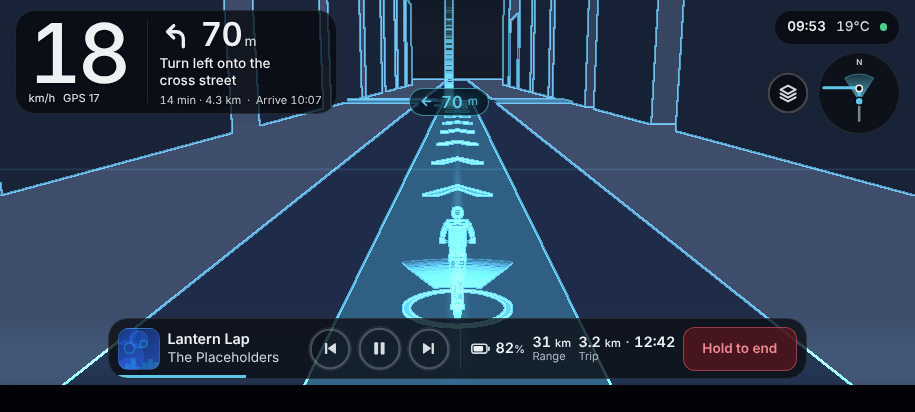 18
km/h GPS 17
70 m
Turn left onto the
cross street
14 min · 4.3 km · Arrive 10:07
09:53 19°C
N
← 70 m
Lantern Lap
The Placeholders
82%
31 km
Range
3.2 km · 12:42
Trip
Hold to end